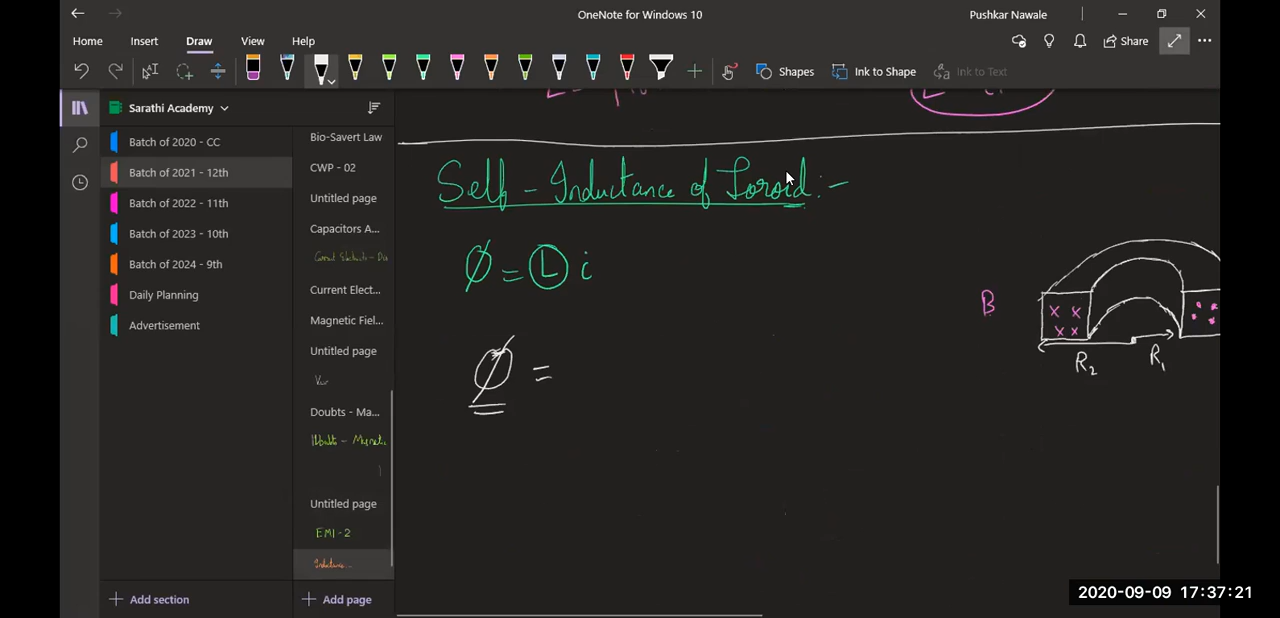 OneNote for Windows 10
Pushkar Nawale
Home Insert Draw View Help
Share
Shapes
Ink to Shape
Ink to Text
Sarathi Academy
Batch of 2020 - CC
Batch of 2021 - 12th
Batch of 2022 - 11th
Batch of 2023 - 10th
Batch of 2024 - 9th
Daily Planning
Advertisement
Add section
Bio-Savert Law
CWP - 02
Untitled page
Capacitors A...
Current Elect...
Magnetic Fiel...
Untitled page
Doubts - Ma...
Untitled page
EMI - 2
Inductance...
Add page
Self - Inductance of Toroid :-
Ø = L i
Ø =
B
x x
x x
R2 R1
2020-09-09 17:37:21